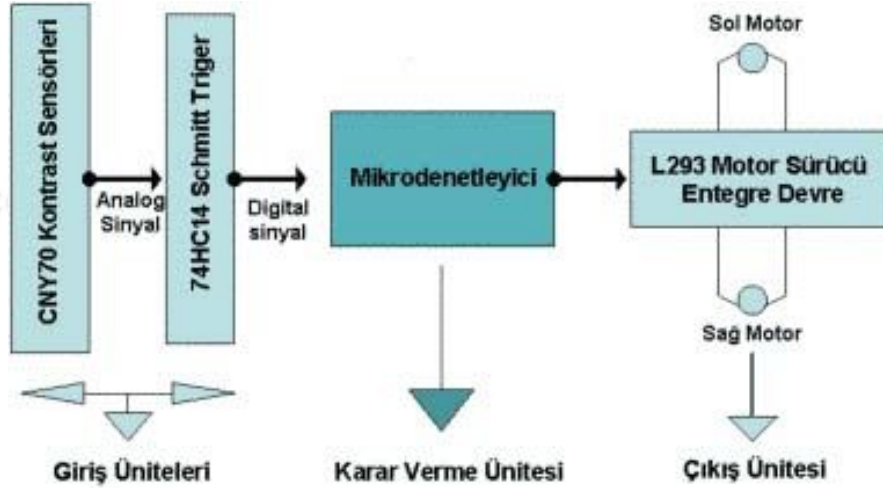 CNY70 Kontrast Sensörleri
Analog
Sinyal
74HC14 Schmitt Triger
Digital
sinyal
Mikrodenetleyici
Sol Motor
L293 Motor Sürücü
Entegre Devre
Sağ Motor
Giriş Üniteleri
Karar Verme Ünitesi
Çıkış Ünitesi